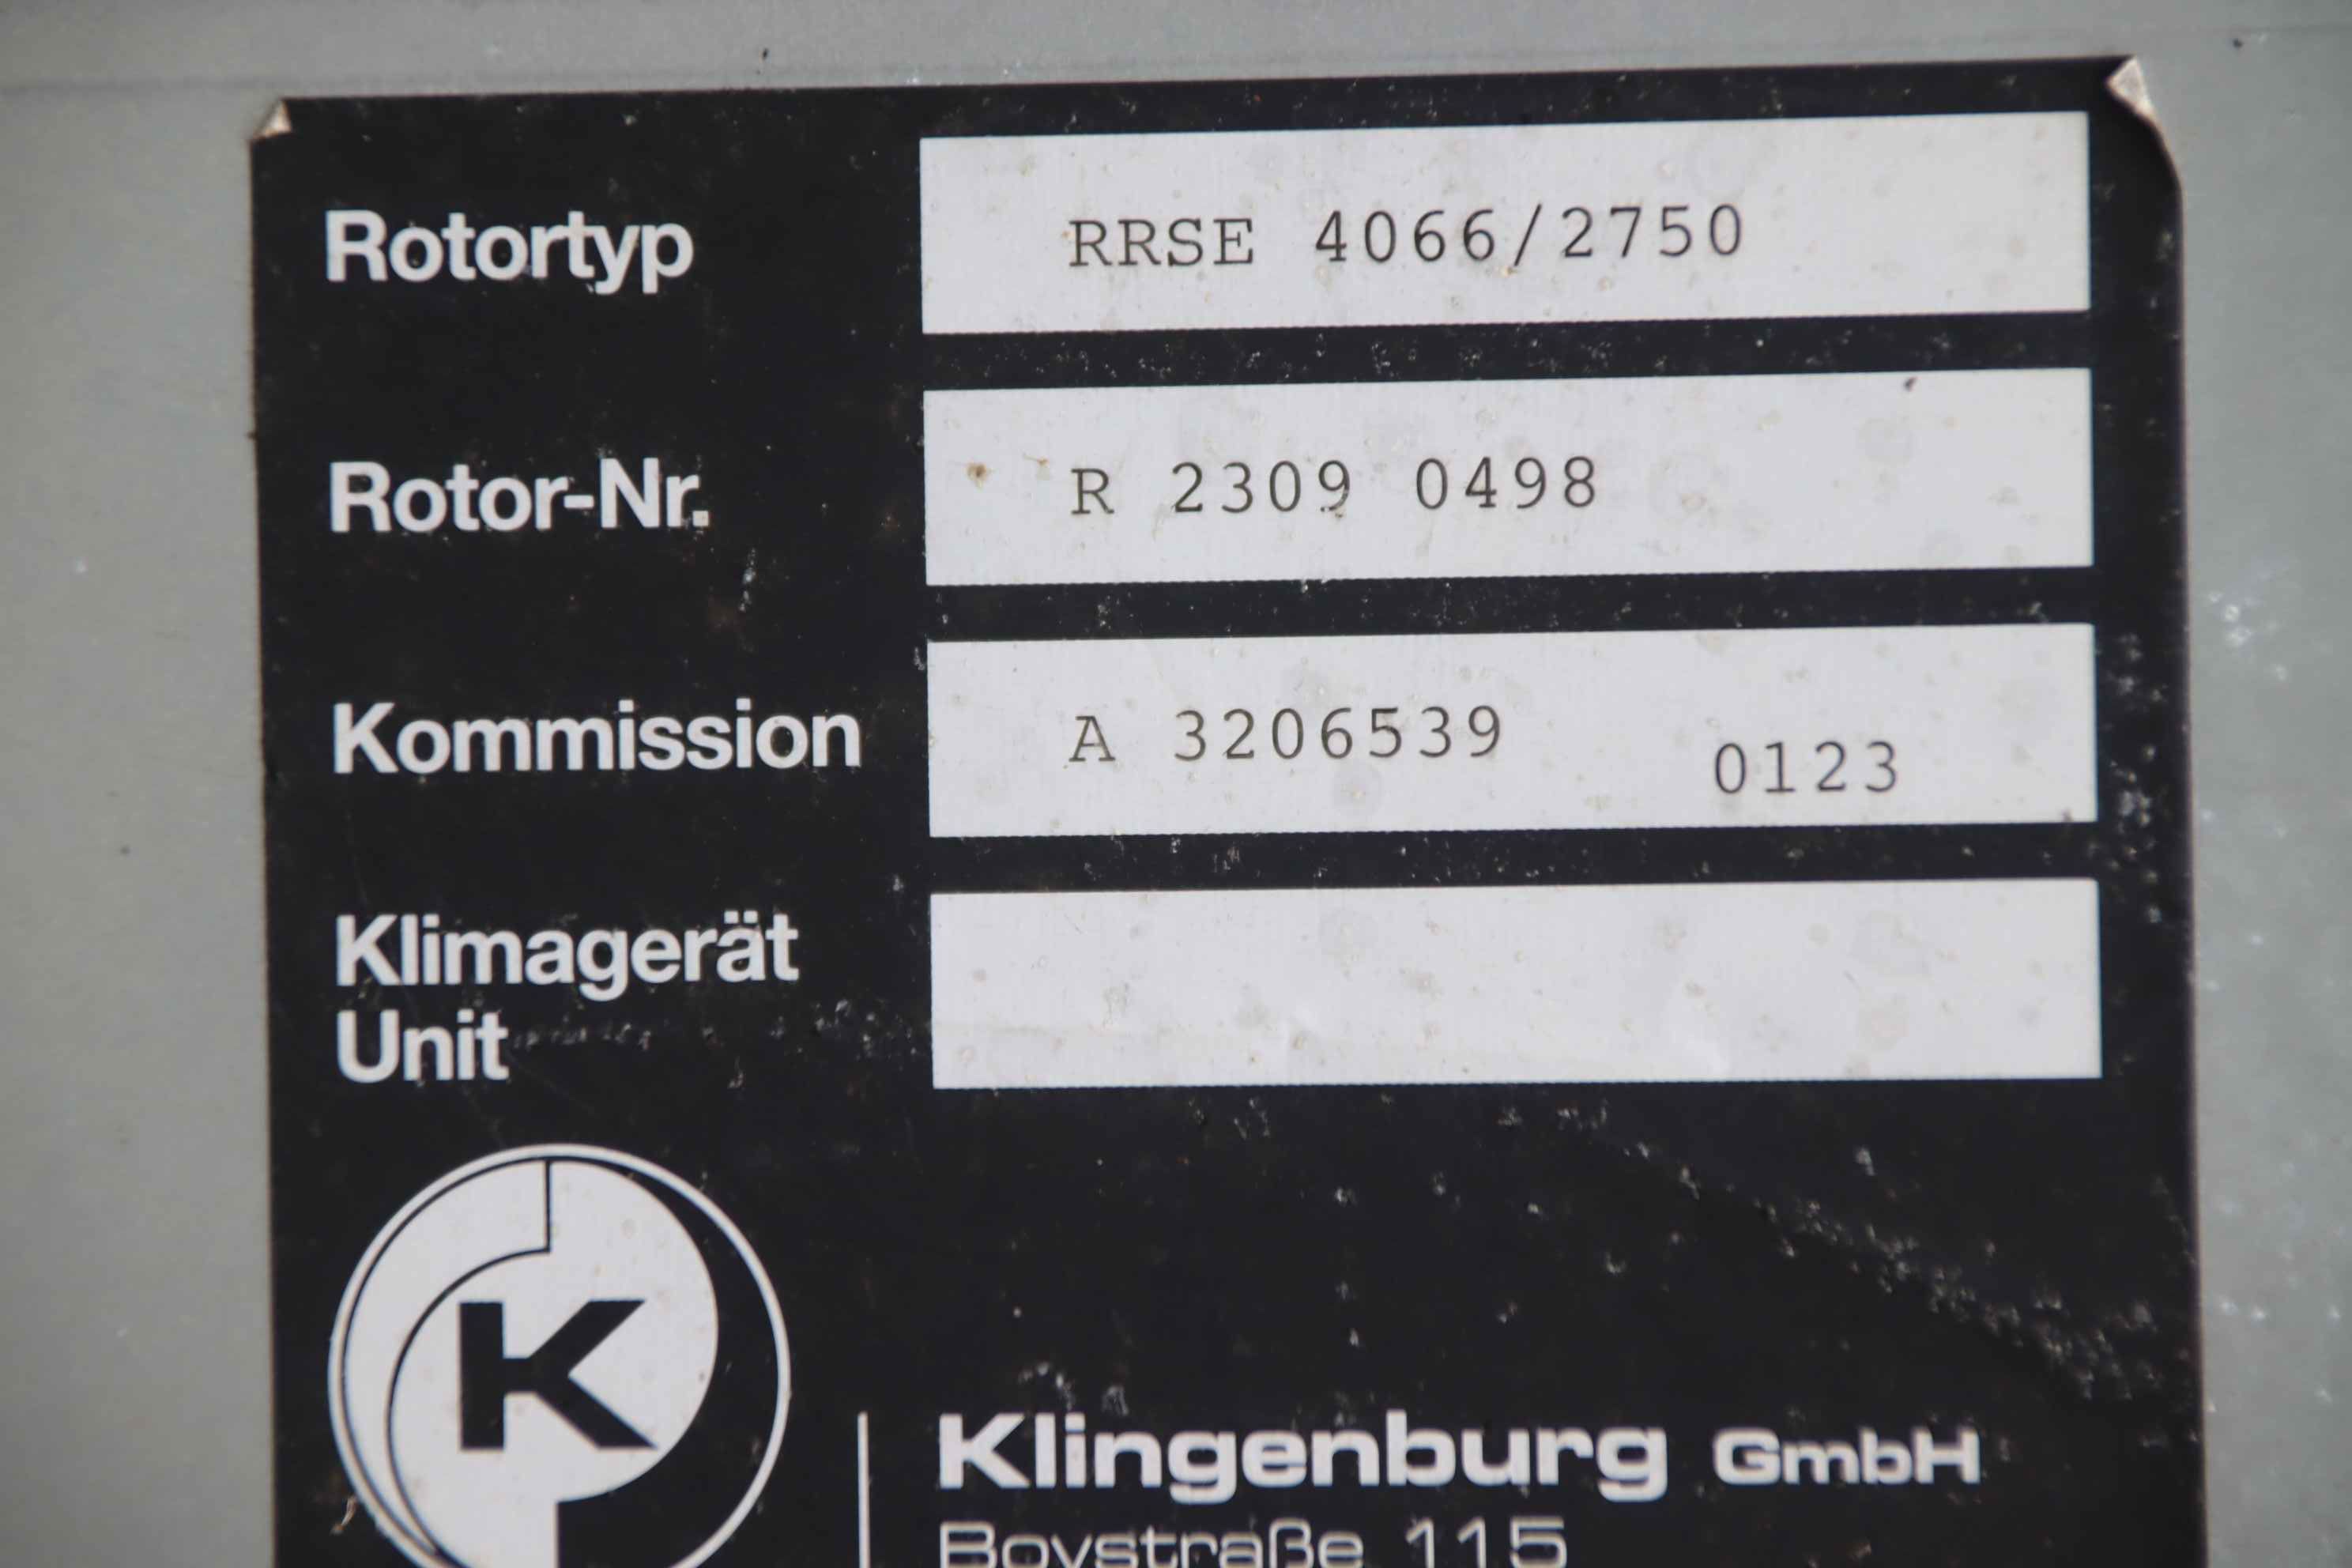 Rotortyp RRSE 4066/2750
Rotor-Nr. R 2309 0498
Kommission A 3206539 0123
Klimagerät
Unit
K
Klingenburg GmbH
Boystraße 115